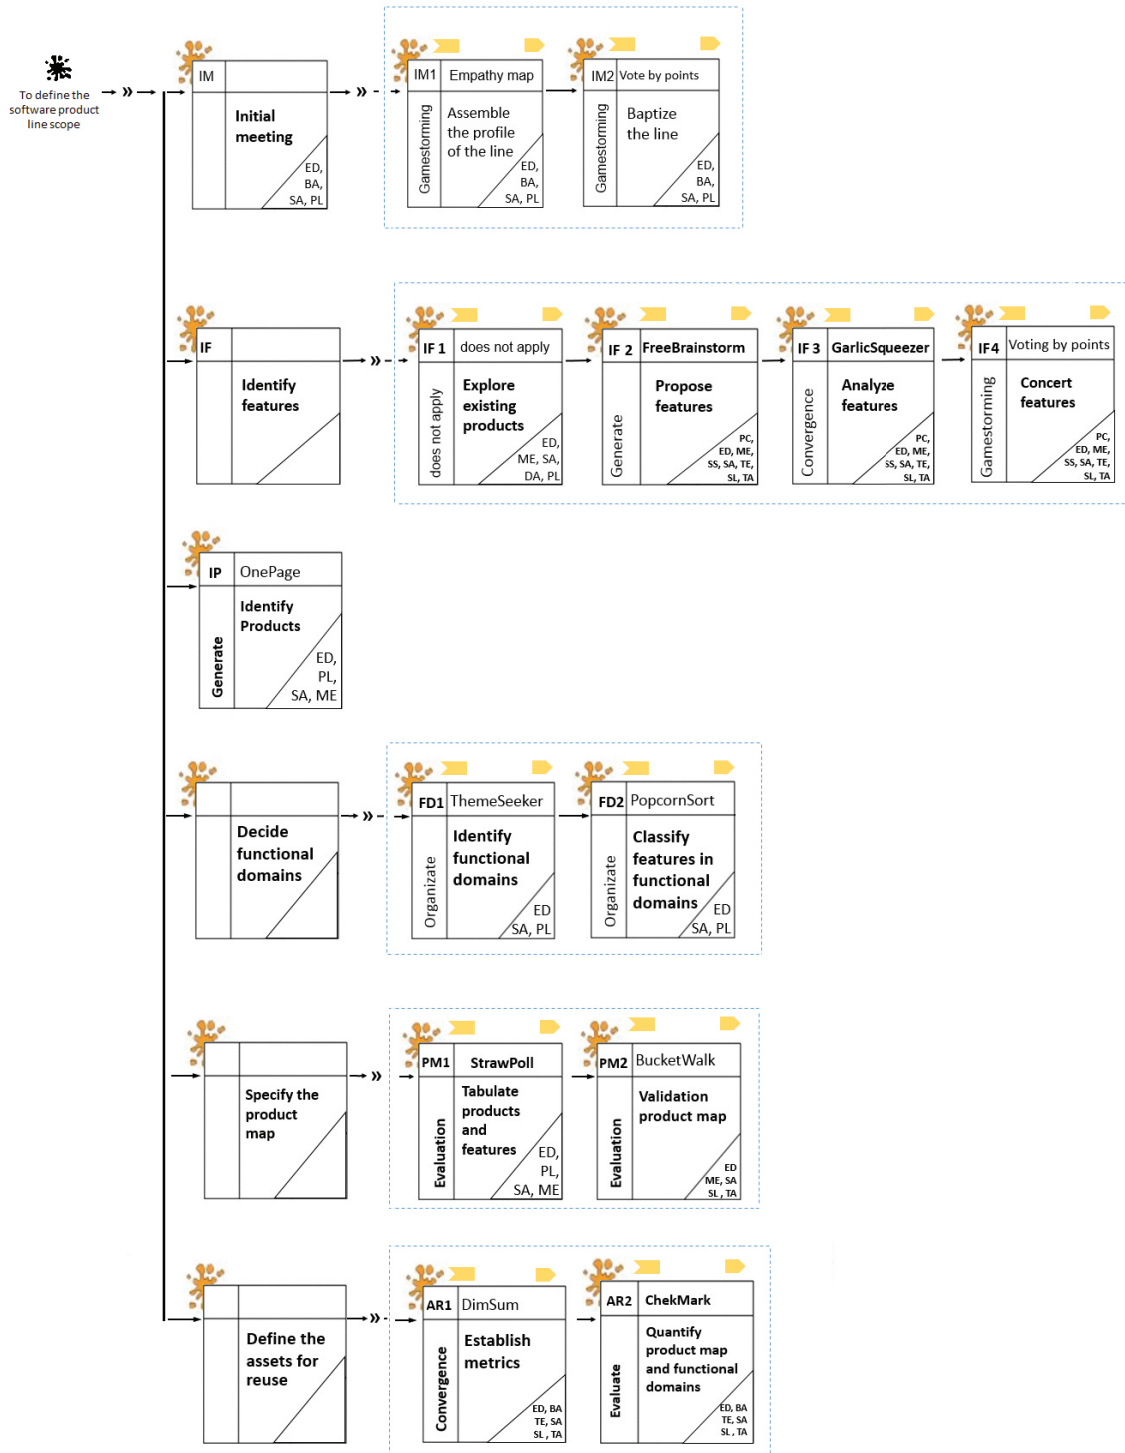 To define the
software product
line scope
»
IM
Initial
meeting
ED,
BA,
SA, PL
»
IM1
Empathy map
Gamestorming
Assemble
the profile
of the line
ED,
BA,
SA, PL
IM2
Vote by points
Gamestorming
Baptize
the line
ED,
BA,
SA, PL
IF
Identify
features
»
IF 1
does not apply
does not apply
Explore
existing
products
ED,
ME, SA,
DA, PL
IF 2
FreeBrainstorm
Generate
Propose
features
PC,
ED, ME,
SS, SA, TE,
SL, TA
IF 3
GarlicSqueezer
Convergence
Analyze
features
PC,
ED, ME,
SS, SA, TE,
SL, TA
IF4
Voting by points
Gamestorming
Concert
features
PC,
ED, ME,
SS, SA, TE,
SL, TA
IP
OnePage
Generate
Identify
Products
ED,
PL,
SA, ME
Decide
functional
domains
»
FD1
ThemeSeeker
Organizate
Identify
functional
domains
ED
SA, PL
FD2
PopcornSort
Organizate
Classify
features in
functional
domains
ED
SA, PL
Specify the
product
map
»
PM1
StrawPoll
Evaluation
Tabulate
products
and
features
ED,
PL,
SA, ME
PM2
BucketWalk
Evaluation
Validation
product map
ED
ME, SA
SL , TA
Define the
assets for
reuse
»
AR1
DimSum
Convergence
Establish
metrics
ED, BA
TE, SA
SL , TA
AR2
ChekMark
Evaluate
Quantify
product map
and functional
domains
ED, BA
TE, SA
SL , TA